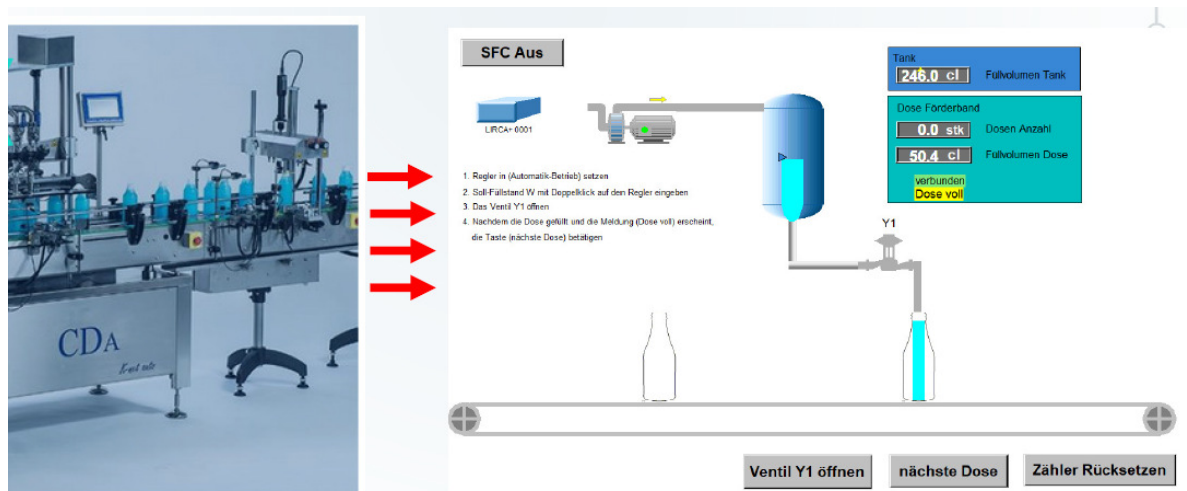 CDA
SFC Aus
LIRCA+ 0001
1. Regler in (Automatik-Betrieb) setzen
2. Soll-Füllstand W mit Doppelklick auf den Regler eingeben
3. Das Ventil Y1 öffnen
4. Nachdem die Dose gefüllt und die Meldung (Dose voll) erscheint,
die Taste (nächste Dose) betätigen
Tank
246.0 cl Füllvolumen Tank
Dose Förderband
0.0 stk Dosen Anzahl
50.4 cl Füllvolumen Dose
verbunden
Dose voll
Y1
Ventil Y1 öffnen
nächste Dose
Zähler Rücksetzen